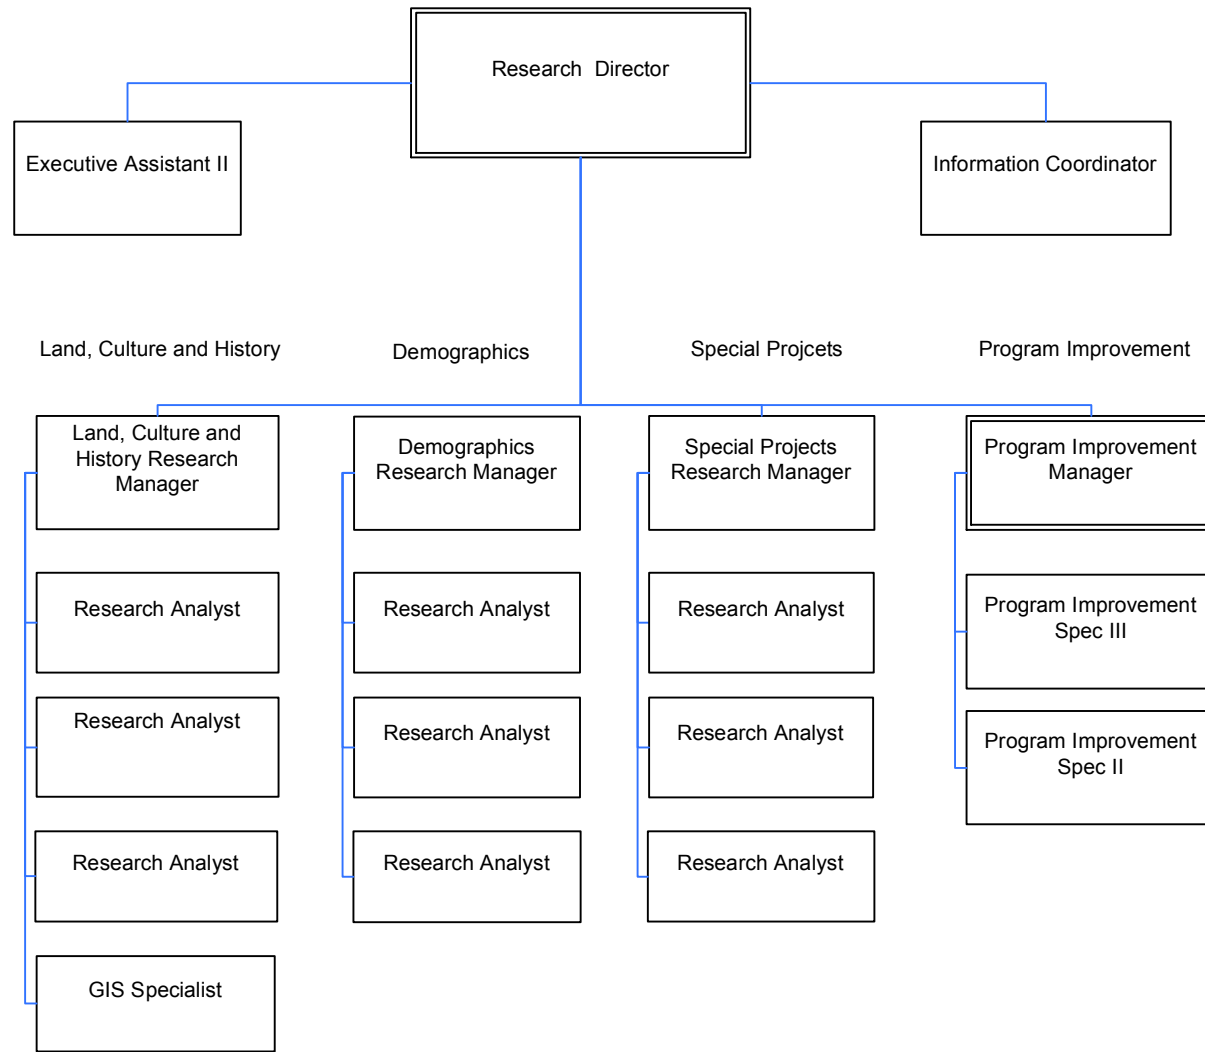 Research  Director
Executive Assistant II
Information Coordinator
Land, Culture and History
Demographics
Special Projcets
Program Improvement
Land, Culture and
History Research
Manager
Demographics
Research Manager
Special Projects
Research Manager
Program Improvement
Manager
Research Analyst
Research Analyst
Research Analyst
Program Improvement
Spec III
Research Analyst
Research Analyst
Research Analyst
Program Improvement
Spec II
Research Analyst
Research Analyst
Research Analyst
GIS Specialist